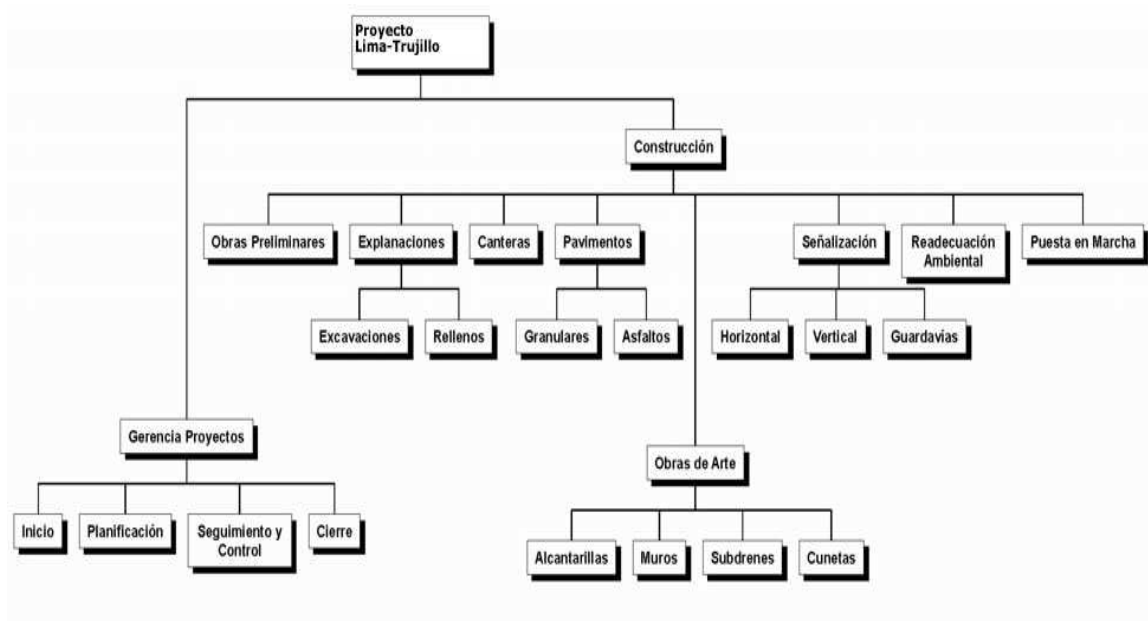 Proyecto
Lima-Trujillo
Construcción
Obras Preliminares
Explanaciones
Canteras
Pavimentos
Señalización
Readecuación
Ambiental
Puesta en Marcha
Excavaciones
Rellenos
Granulares
Asfaltos
Horizontal
Vertical
Guardavías
Gerencia Proyectos
Obras de Arte
Inicio
Planificación
Seguimiento y
Control
Cierre
Alcantarillas
Muros
Subdrenes
Cunetas